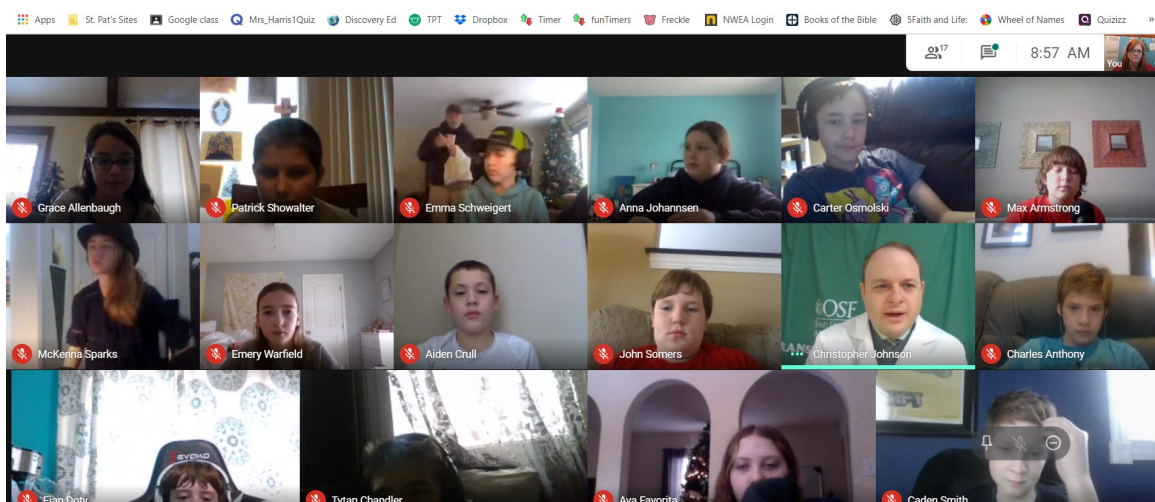 Apps St. Pat's Sites Google class Mrs_Harris1Quiz Discovery Ed TPT Dropbox Timer funTimers Freckle NWEA Login Books of the Bible 5Faith and Life: Wheel of Names Quizizz »
17 8:57 AM You
Grace Allenbaugh Patrick Showalter Emma Schweigert Anna Johannsen Carter Osmolski Max Armstrong
OSF
McKenna Sparks Emery Warfield Aiden Crull John Somers Christopher Johnson Charles Anthony
Eian Doty Tytan Chandler Ava Favorita Caden Smith